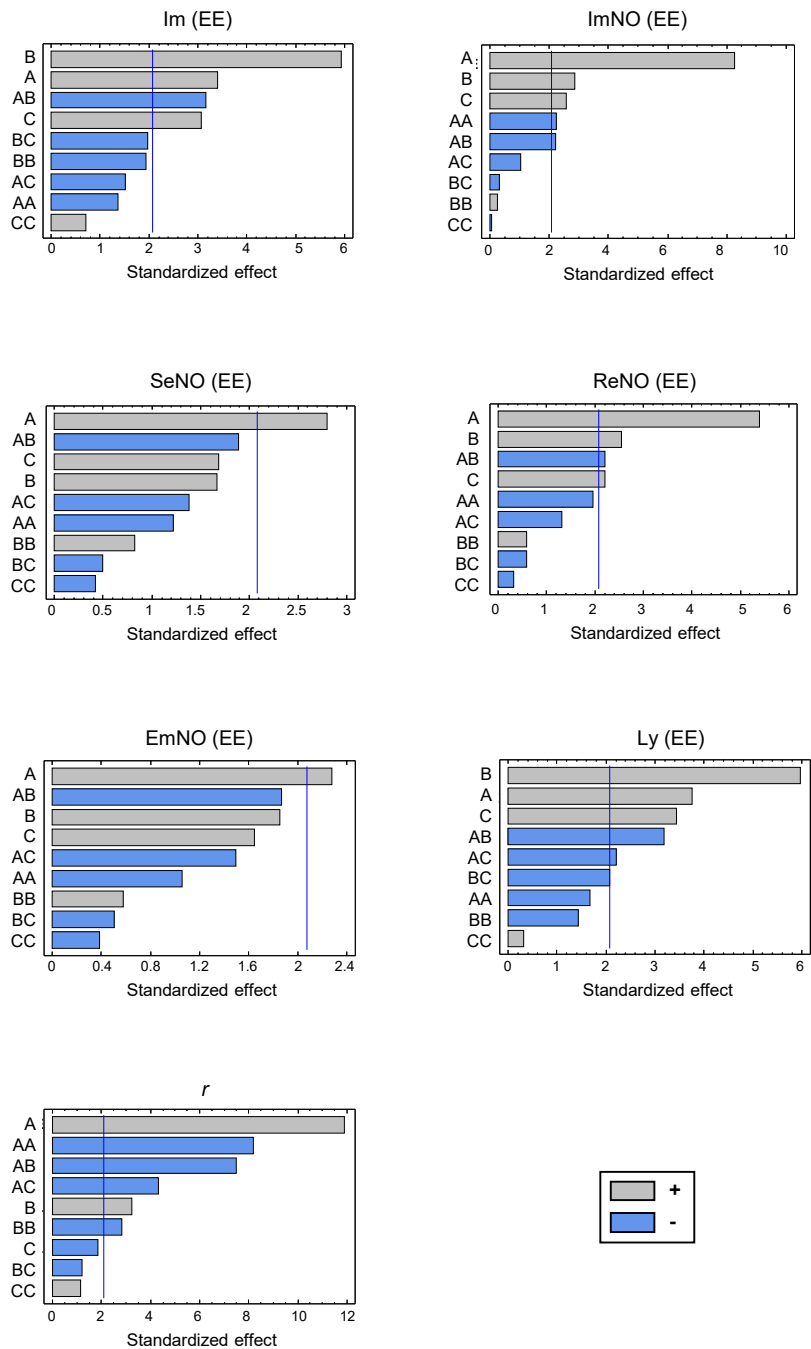 Im (EE)
B
A
AB
C
BC
BB
AC
AA
CC
0 1 2 3 4 5 6
Standardized effect
ImNO (EE)
A
B
C
AA
AB
AC
BC
BB
CC
0 2 4 6 8 10
Standardized effect
SeNO (EE)
A
AB
C
B
AC
AA
BB
BC
CC
0 0.5 1 1.5 2 2.5 3
Standardized effect
ReNO (EE)
A
B
AB
C
AA
AC
BB
BC
CC
0 1 2 3 4 5 6
Standardized effect
EmNO (EE)
A
AB
B
C
AC
AA
BB
BC
CC
0 0.4 0.8 1.2 1.6 2 2.4
Standardized effect
Ly (EE)
B
A
C
AB
AC
BC
AA
BB
CC
0 1 2 3 4 5 6
Standardized effect
r
A
AA
AB
AC
B
BB
C
BC
CC
0 2 4 6 8 10 12
Standardized effect
+
-